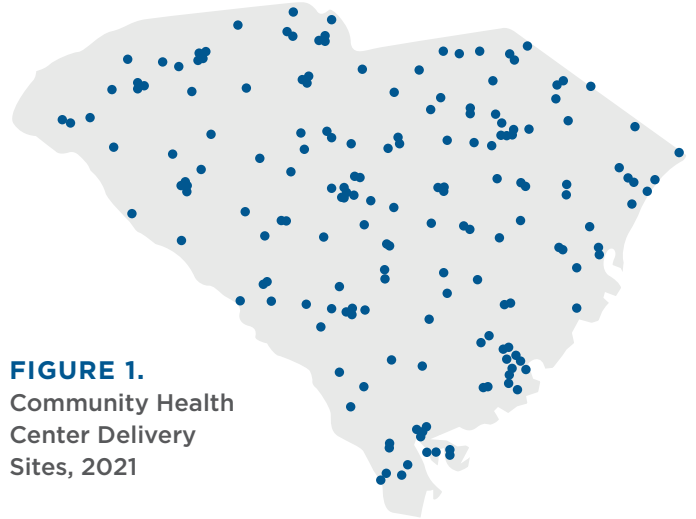 FIGURE 1.
Community Health
Center Delivery
Sites, 2021